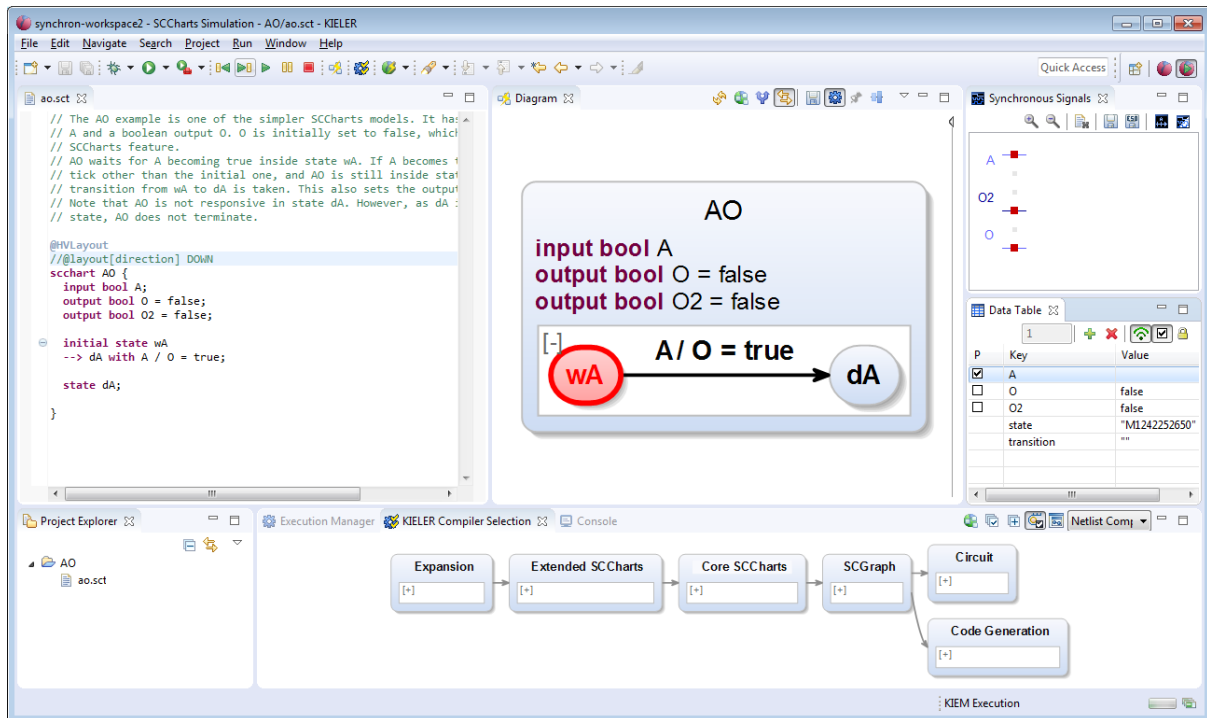 synchron-workspace2 - SCCharts Simulation - AO/ao.sct - KIELER
File Edit Navigate Search Project Run Window Help
Quick Access
ao.sct
// The AO example is one of the simpler SCCharts models. It has
// A and a boolean output O. O is initially set to false, which
// SCCharts feature.
// AO waits for A becoming true inside state wA. If A becomes t
// tick other than the initial one, and AO is still inside stat
// transition from wA to dA is taken. This also sets the output
// Note that AO is not responsive in state dA. However, as dA i
// state, AO does not terminate.
@HVLayout
//@layout[direction] DOWN
scchart AO {
input bool A;
output bool O = false;
output bool O2 = false;
initial state wA
--> dA with A / O = true;
state dA;
}
Diagram
AO
input bool A
output bool O = false
output bool O2 = false
[-]
wA
A / O = true
dA
Synchronous Signals
A
O2
O
Data Table
1
P Key Value
A
O false
O2 false
state "M1242252650"
transition ""
Project Explorer
AO
ao.sct
Execution Manager KIELER Compiler Selection Console
Netlist Comp
Expansion
[+]
Extended SCCharts
[+]
Core SCCharts
[+]
SCGraph
[+]
Circuit
[+]
Code Generation
[+]
KIEM Execution